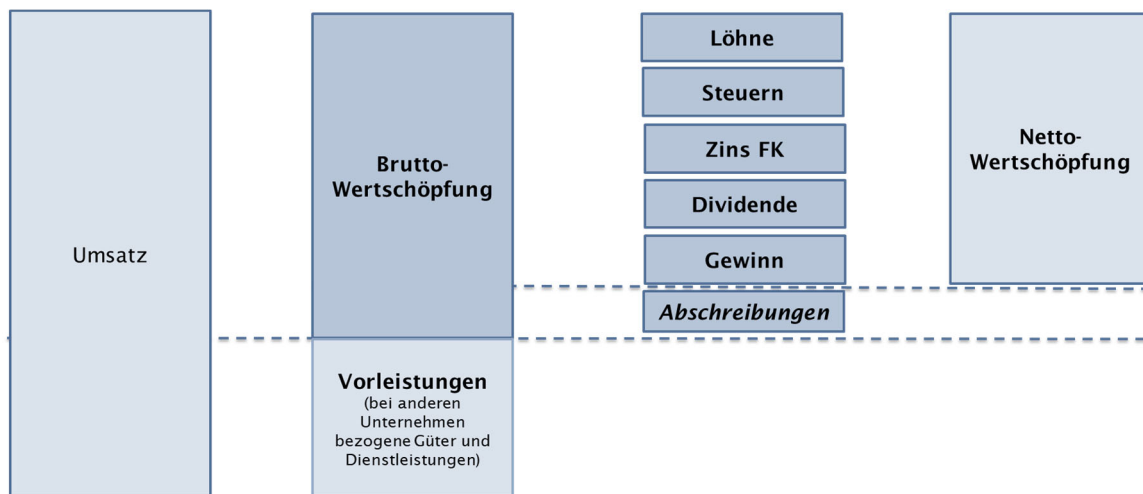 Umsatz
Brutto-
Wertschöpfung
Vorleistungen
(bei anderen
Unternehmen
bezogene Güter und
Dienstleistungen)
Löhne
Steuern
Zins FK
Dividende
Gewinn
Abschreibungen
Netto-
Wertschöpfung